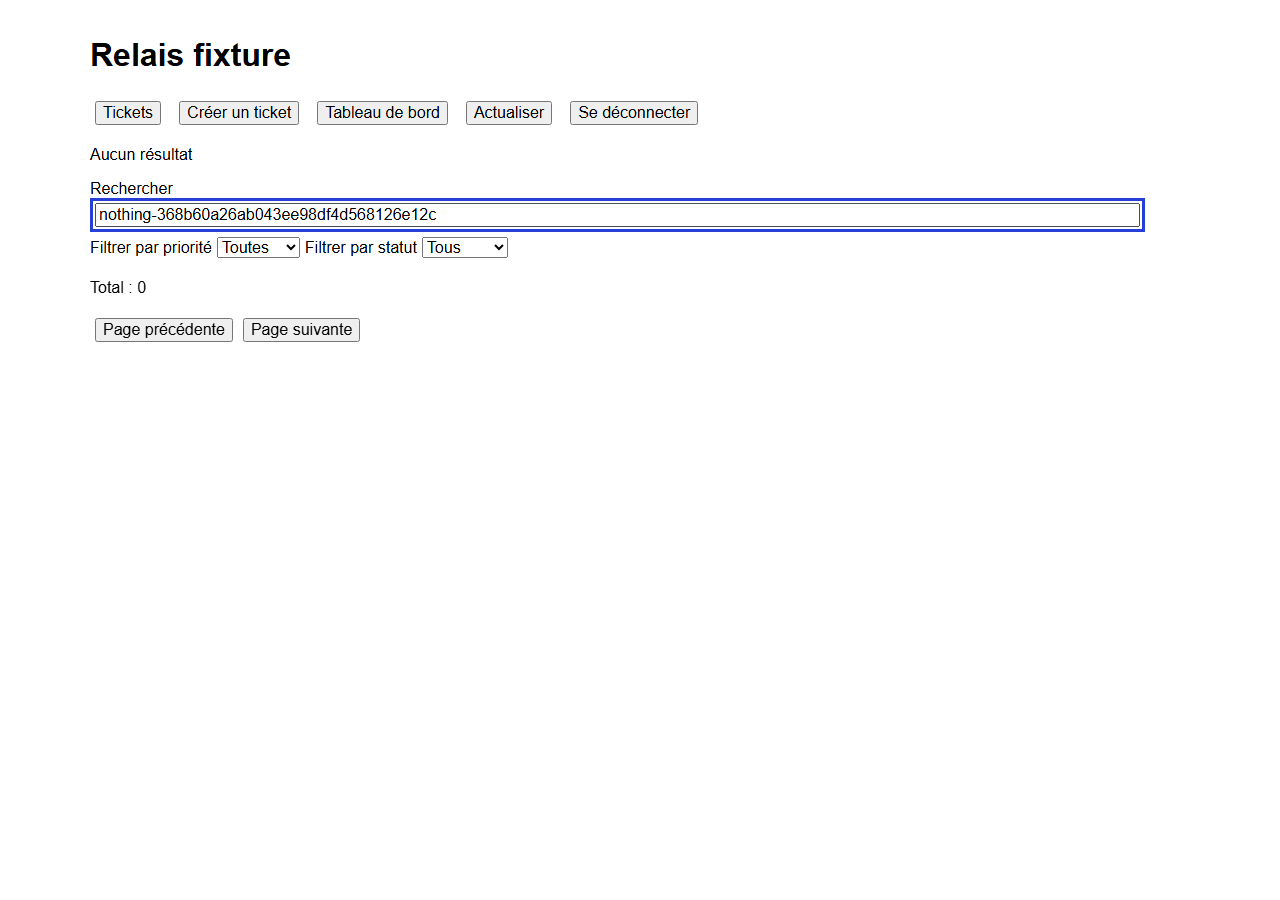 Relais fixture
Tickets Créer un ticket Tableau de bord Actualiser Se déconnecter
Aucun résultat
Rechercher
nothing-368b60a26ab043ee98df4d568126e12c
Filtrer par priorité Toutes Filtrer par statut Tous
Total : 0
Page précédente Page suivante